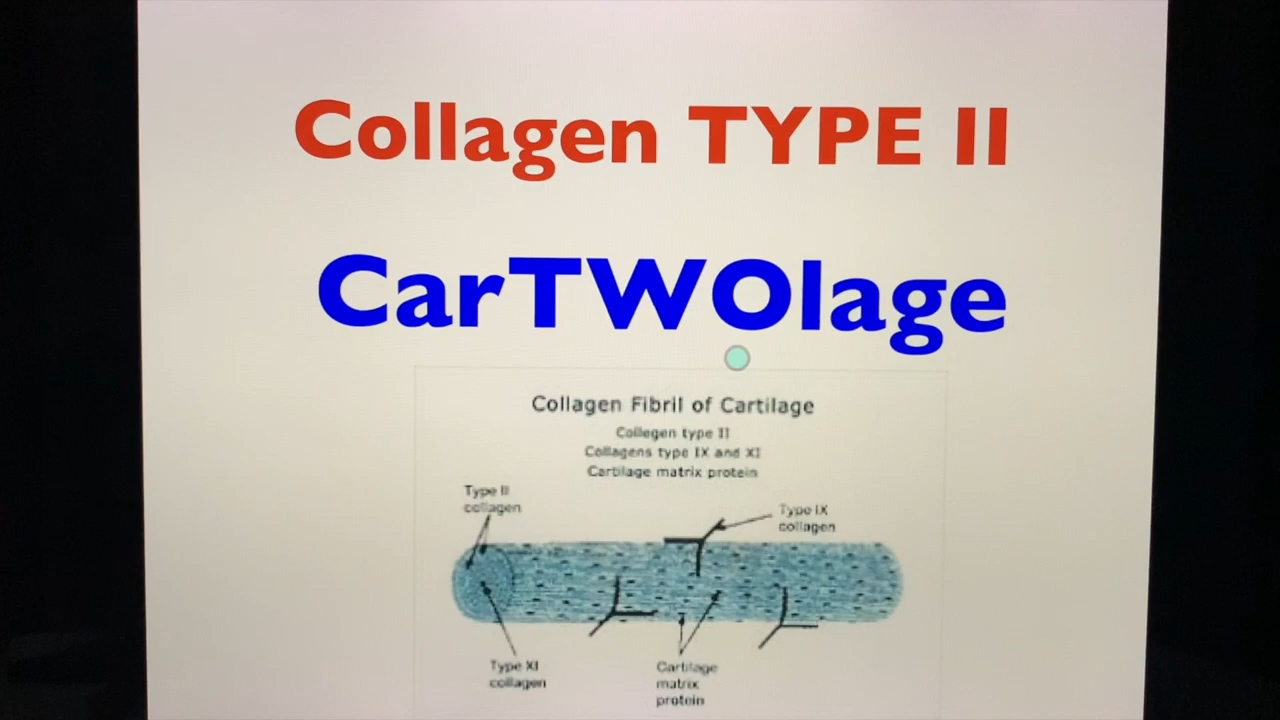 Collagen TYPE II
CarTWOlage
Collagen Fibril of Cartilage
Collegen type II
Collagens type IX and XI
Cartilage matrix protein
Type II
collagen
Type IX
collagen
Type XI
collagen
Cartilage
matrix
protein